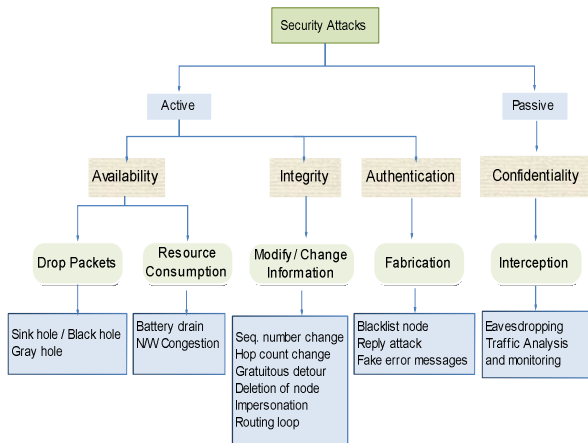 Security Attacks
Active
Passive
Availability
Integrity
Authentication
Confidentiality
Drop Packets
Resource
Consumption
Modify / Change
Information
Fabrication
Interception
Sink hole / Black hole
Gray hole
Battery drain
N/W Congestion
Seq. number change
Hop count change
Gratuitous detour
Deletion of node
Impersonation
Routing loop
Blacklist node
Reply attack
Fake error messages
Eavesdropping
Traffic Analysis
and monitoring